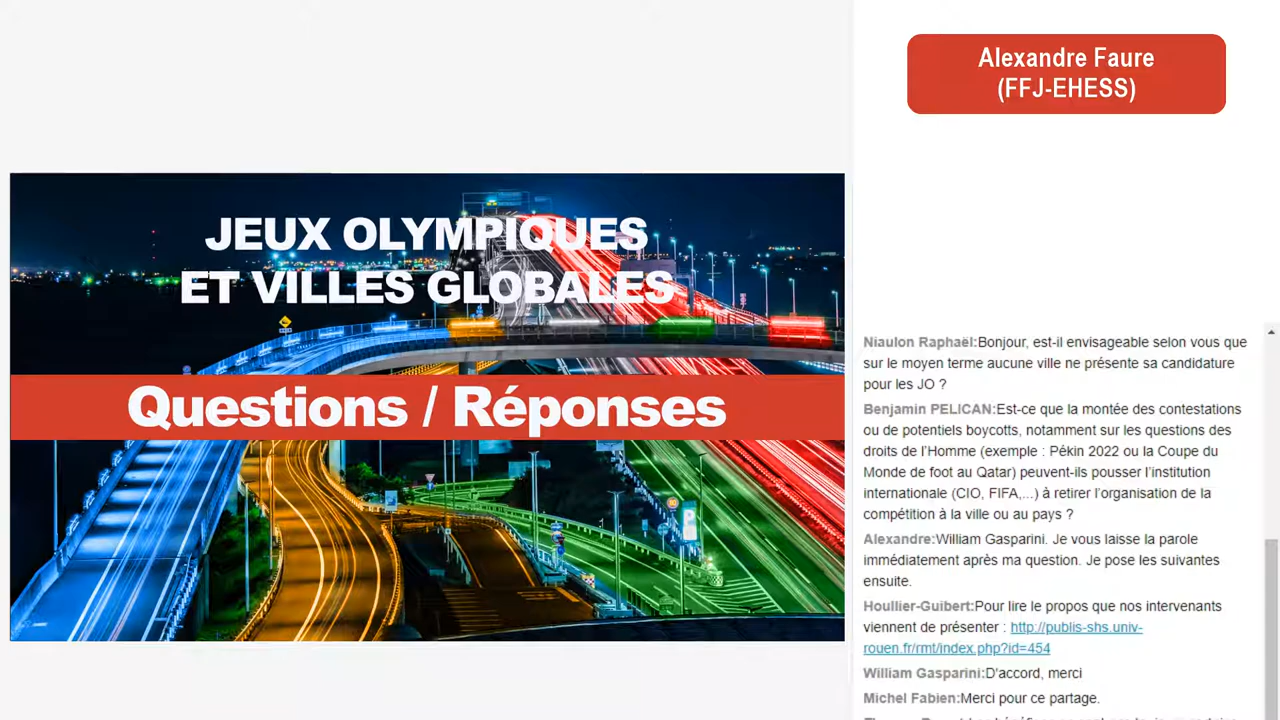 Alexandre Faure
(FFJ-EHESS)
JEUX OLYMPIQUES
ET VILLES GLOBALES
Questions / Réponses
Niaulon Raphaël:Bonjour, est-il envisageable selon vous que
sur le moyen terme aucune ville ne présente sa candidature
pour les JO ?
Benjamin PELICAN:Est-ce que la montée des contestations
ou de potentiels boycotts, notamment sur les questions des
droits de l'Homme (exemple : Pékin 2022 ou la Coupe du
Monde de foot au Qatar) peuvent-ils pousser l'institution
internationale (CIO, FIFA,...) à retirer l'organisation de la
compétition à la ville ou au pays ?
Alexandre:William Gasparini. Je vous laisse la parole
immédiatement après ma question. Je pose les suivantes
ensuite.
Houllier-Guibert:Pour lire le propos que nos intervenants
viennent de présenter : http://publis-shs.univ-
rouen.fr/rmt/index.php?id=454
William Gasparini:D'accord, merci
Michel Fabien:Merci pour ce partage.